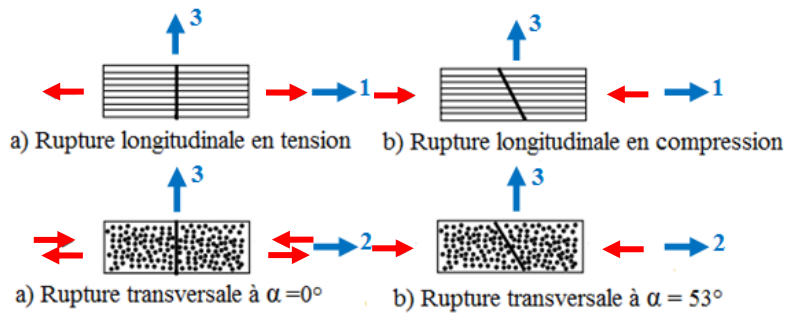 3
3
1
1
a) Rupture longitudinale en tension
b) Rupture longitudinale en compression
3
3
2
2
a) Rupture transversale à α =0°
b) Rupture transversale à α = 53°